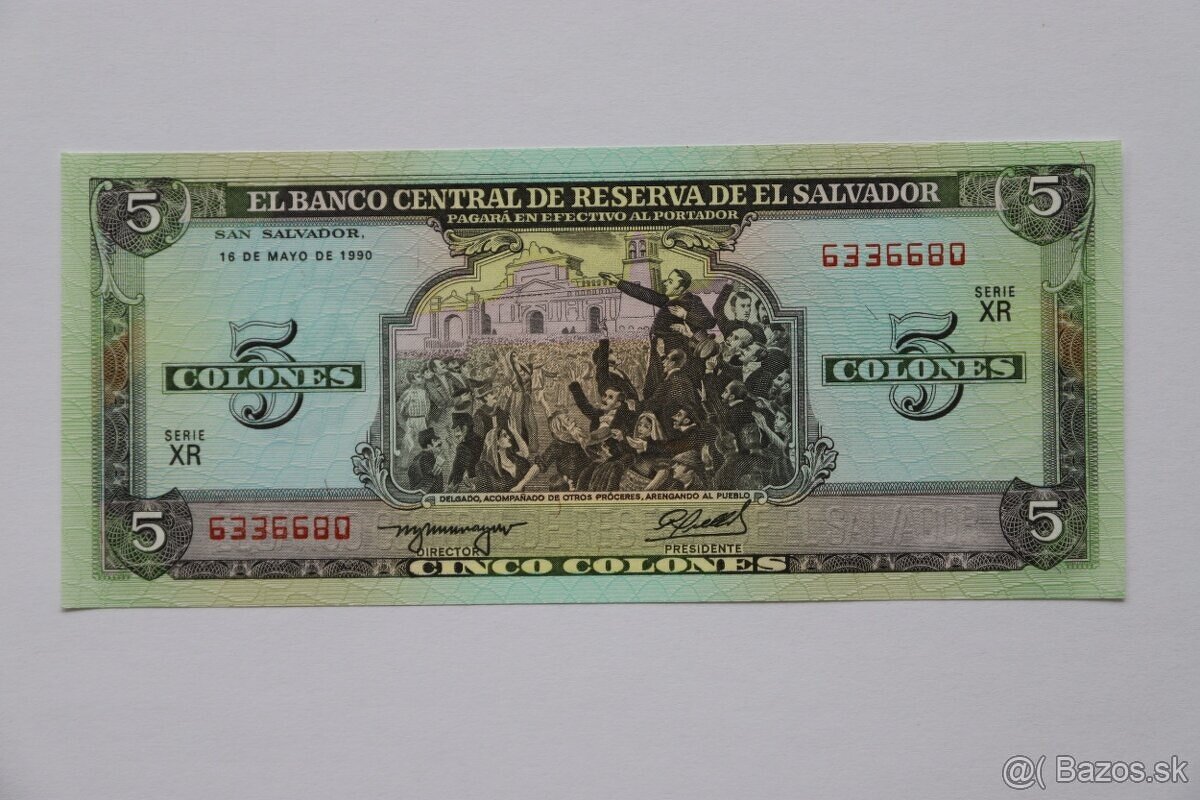 5 EL BANCO CENTRAL DE RESERVA DE EL SALVADOR 5
PAGARÁ EN EFECTIVO AL PORTADOR
SAN SALVADOR,
16 DE MAYO DE 1990
6336680
SERIE
XR
5
COLONES
5
COLONES
SERIE
XR
DELGADO, ACOMPAÑADO DE OTROS PRÓCERES, ARENGANDO AL PUEBLO
5 6336680 5
DIRECTOR PRESIDENTE
CINCO COLONES
@( Bazos.sk